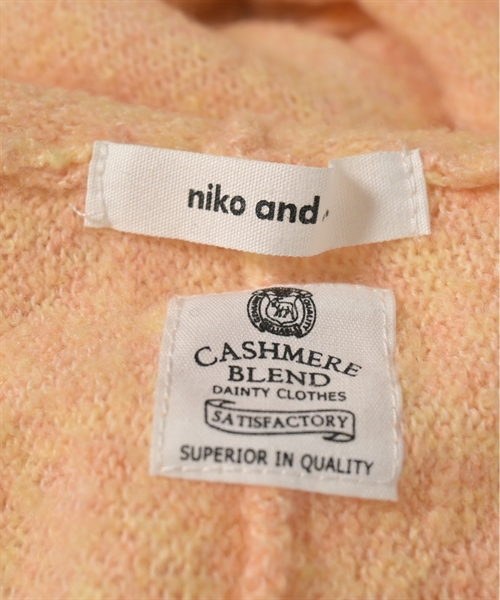 niko and
CASHMERE
BLEND
DAINTY CLOTHES
SATISFACTORY
SUPERIOR IN QUALITY